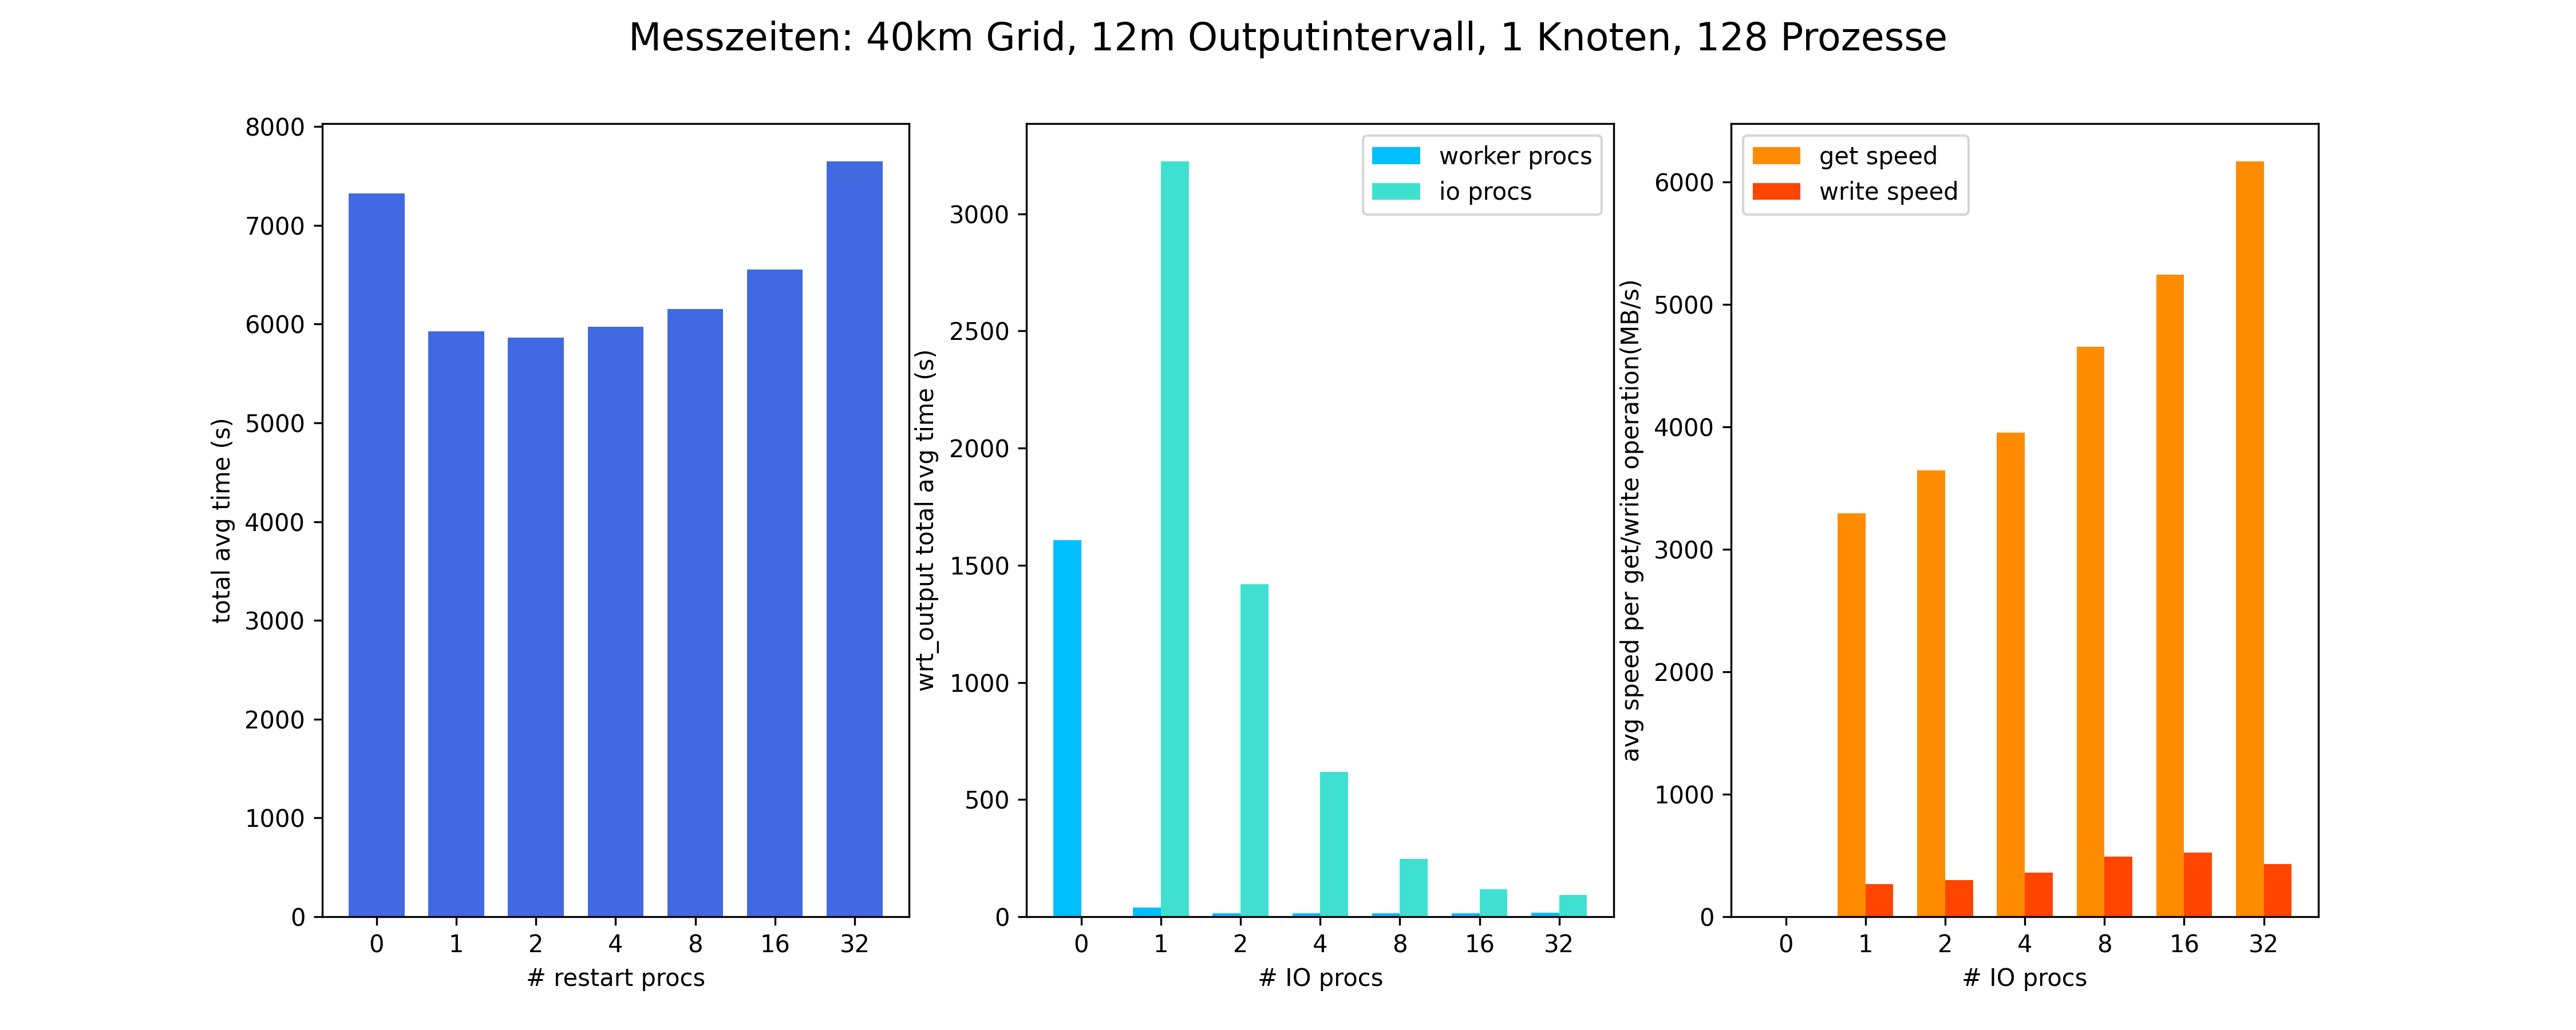 Messzeiten: 40km Grid, 12m Outputintervall, 1 Knoten, 128 Prozesse
total avg time (s)
8000
7000
6000
5000
4000
3000
2000
1000
0
0 1 2 4 8 16 32
# restart procs
wrt_output total avg time (s)
3000
2500
2000
1500
1000
500
0
worker procs
io procs
0 1 2 4 8 16 32
# IO procs
avg speed per get/write operation(MB/s)
6000
5000
4000
3000
2000
1000
0
get speed
write speed
0 1 2 4 8 16 32
# IO procs